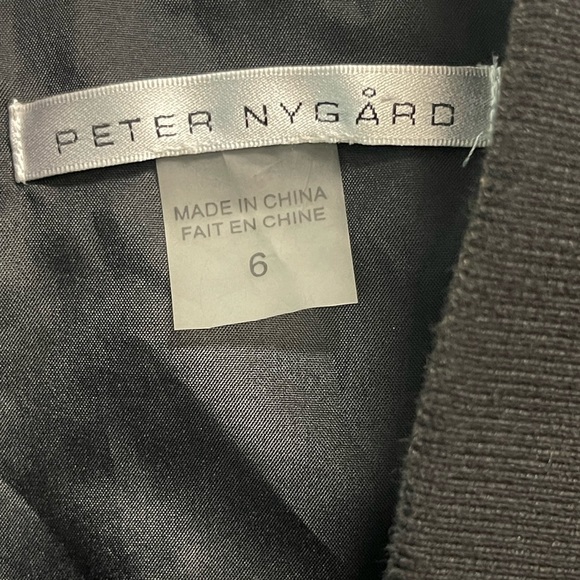 PETER NYGÅRD
MADE IN CHINA
FAIT EN CHINE
6